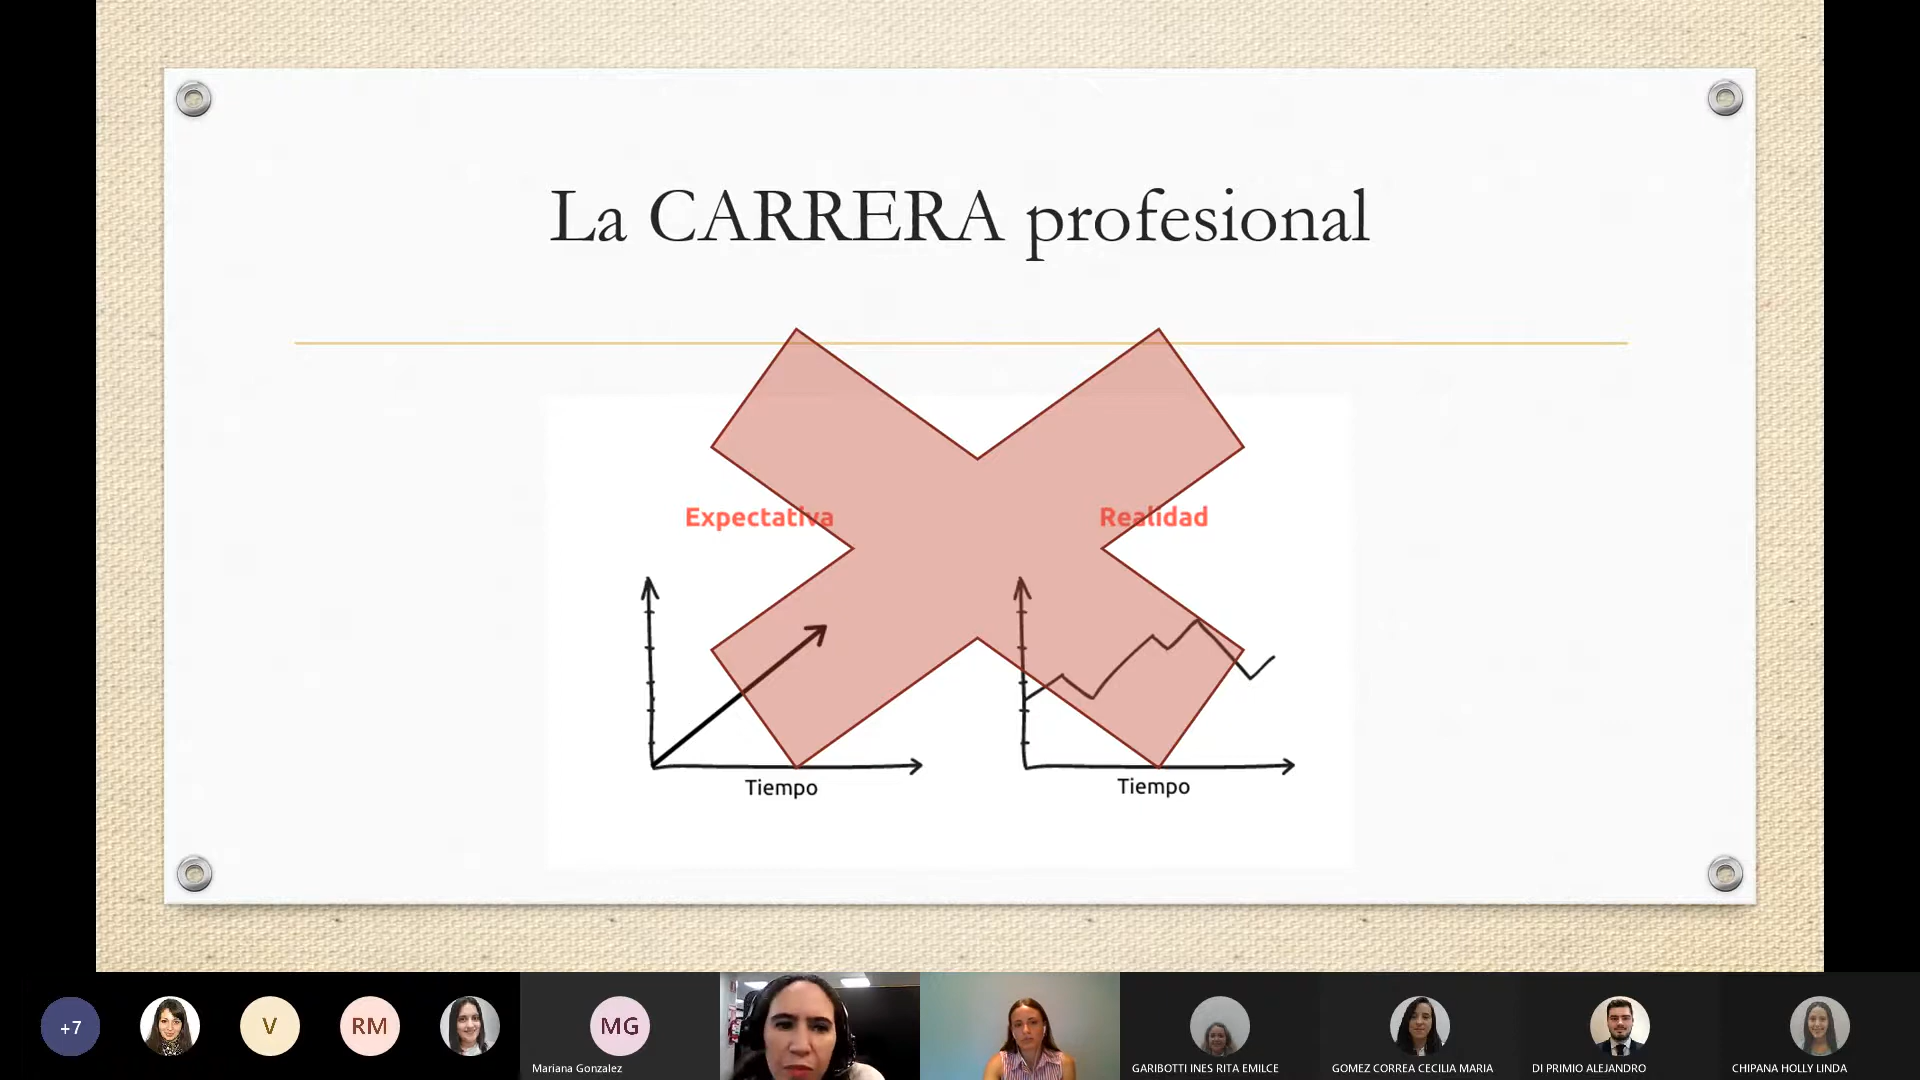 La CARRERA profesional
Expectativa
Realidad
Tiempo
Tiempo
+7
V
RM
MG
Mariana Gonzalez
GARIBOTTI INES RITA EMILCE
GOMEZ CORREA CECILIA MARIA
DI PRIMIO ALEJANDRO
CHIPANA HOLLY LINDA